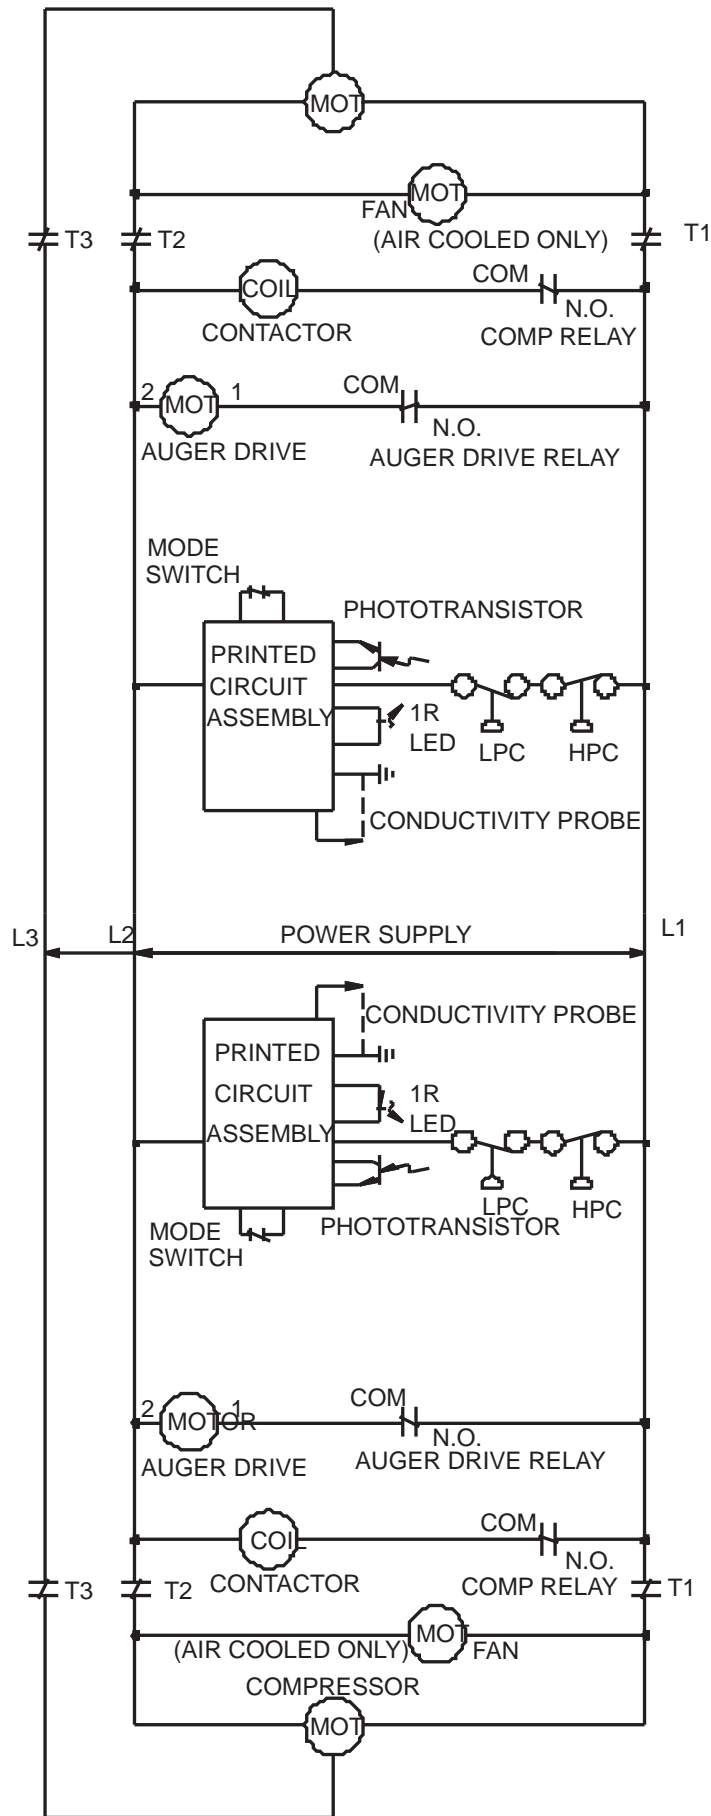 MOT
MOT
FAN
(AIR COOLED ONLY)
T3
T2
T1
COIL
COM
N.O.
CONTACTOR
COMP RELAY
2
MOT
1
COM
N.O.
AUGER DRIVE
AUGER DRIVE RELAY
MODE
SWITCH
PHOTOTRANSISTOR
PRINTED
CIRCUIT
ASSEMBLY
1R
LED
LPC
HPC
CONDUCTIVITY PROBE
L3
L2
POWER SUPPLY
L1
CONDUCTIVITY PROBE
PRINTED
CIRCUIT
ASSEMBLY
1R
LED
LPC
HPC
PHOTOTRANSISTOR
MODE
SWITCH
2
MOTOR
1
COM
N.O.
AUGER DRIVE
AUGER DRIVE RELAY
COIL
COM
N.O.
CONTACTOR
COMP RELAY
T3
T2
T1
(AIR COOLED ONLY)
MOT
FAN
COMPRESSOR
MOT